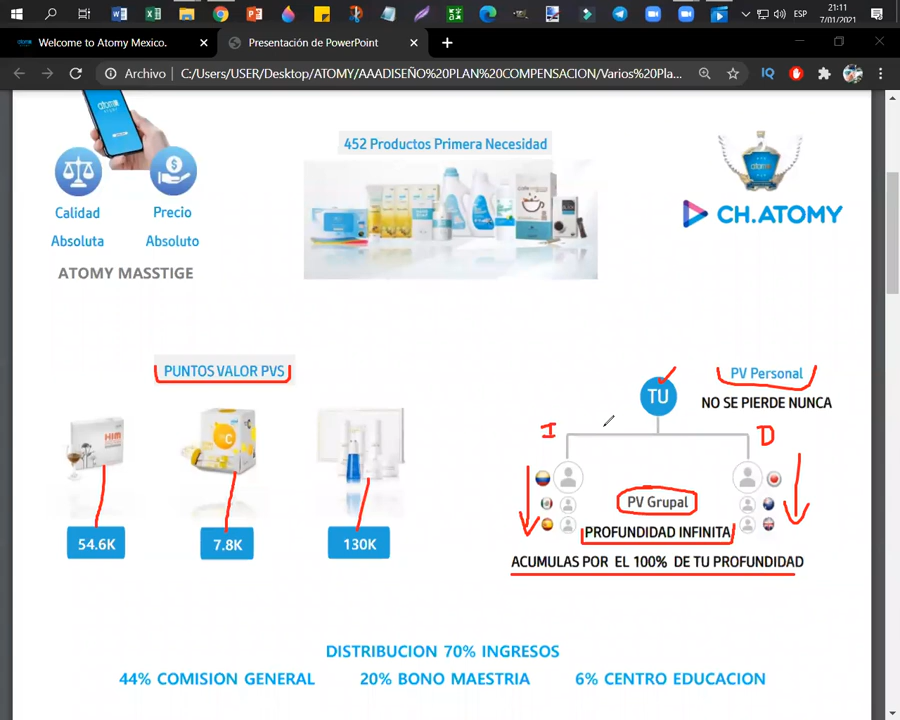 21:11
ESP
7/01/2021
Welcome to Atomy Mexico.
Presentación de PowerPoint
Archivo
C:/Users/USER/Desktop/ATOMY/AAADISEÑO%20PLAN%20COMPENSACION/Varios%20Pla...
IQ
Calidad
Absoluta
Precio
Absoluto
ATOMY MASSTIGE
452 Productos Primera Necesidad
CH.ATOMY
PUNTOS VALOR PVS
HIM
C
54.6K
7.8K
130K
TU
PV Personal
NO SE PIERDE NUNCA
I
D
PV Grupal
PROFUNDIDAD INFINITA
ACUMULAS POR EL 100% DE TU PROFUNDIDAD
DISTRIBUCION 70% INGRESOS
44% COMISION GENERAL
20% BONO MAESTRIA
6% CENTRO EDUCACION